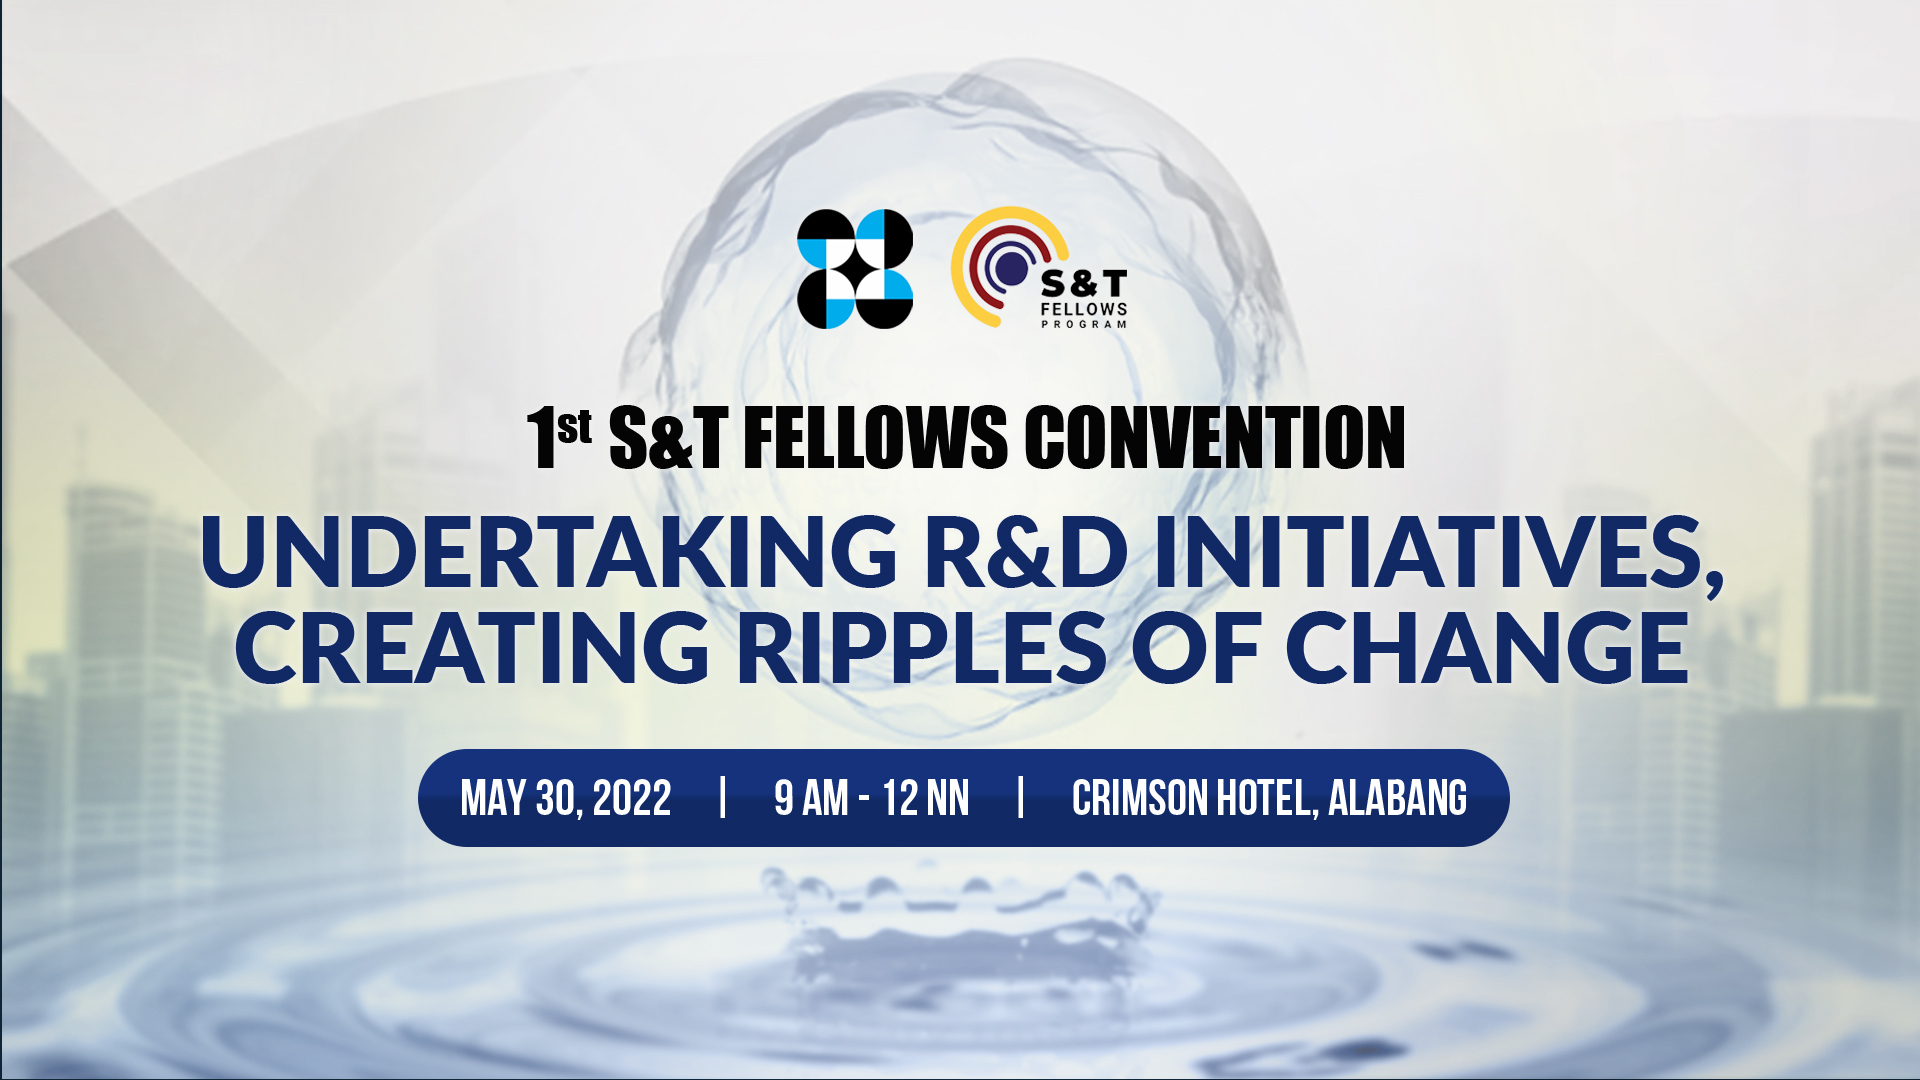 S&T
FELLOWS
PROGRAM
1st S&T FELLOWS CONVENTION
UNDERTAKING R&D INITIATIVES,
CREATING RIPPLES OF CHANGE
MAY 30, 2022 | 9 AM - 12 NN | CRIMSON HOTEL, ALABANG